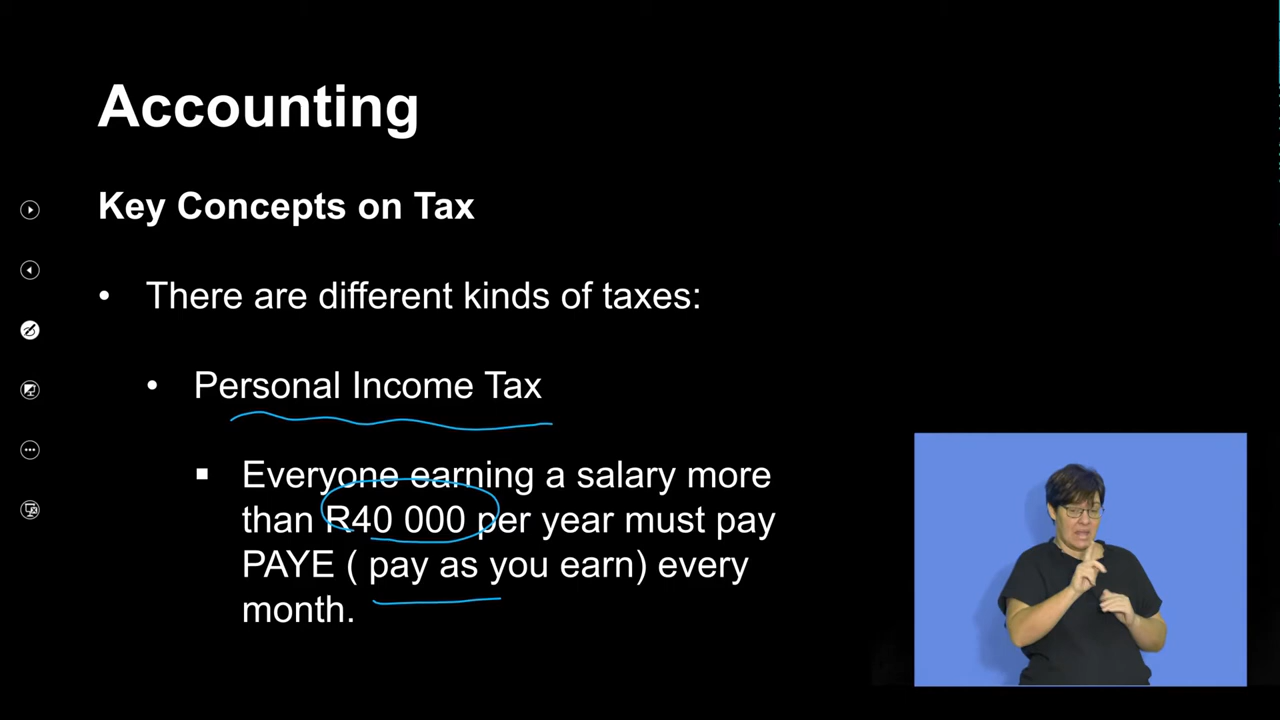 Accounting
Key Concepts on Tax
• There are different kinds of taxes:
• Personal Income Tax
▪ Everyone earning a salary more
than R40 000 per year must pay
PAYE ( pay as you earn) every
month.